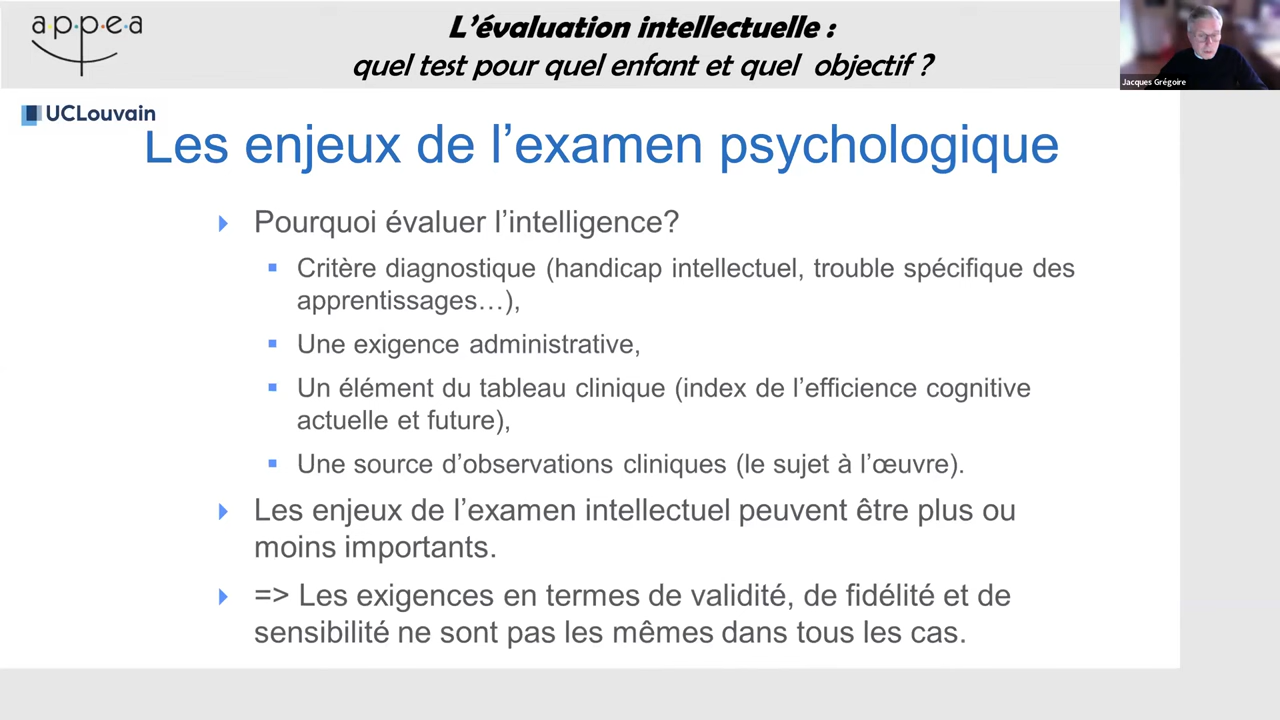 a·p·p·e·a
L'évaluation intellectuelle :
quel test pour quel enfant et quel objectif ?
Jacques Grégoire
UCLouvain
Les enjeux de l'examen psychologique
Pourquoi évaluer l'intelligence?
Critère diagnostique (handicap intellectuel, trouble spécifique des
apprentissages…),
Une exigence administrative,
Un élément du tableau clinique (index de l'efficience cognitive
actuelle et future),
Une source d'observations cliniques (le sujet à l'œuvre).
Les enjeux de l'examen intellectuel peuvent être plus ou
moins importants.
=> Les exigences en termes de validité, de fidélité et de
sensibilité ne sont pas les mêmes dans tous les cas.